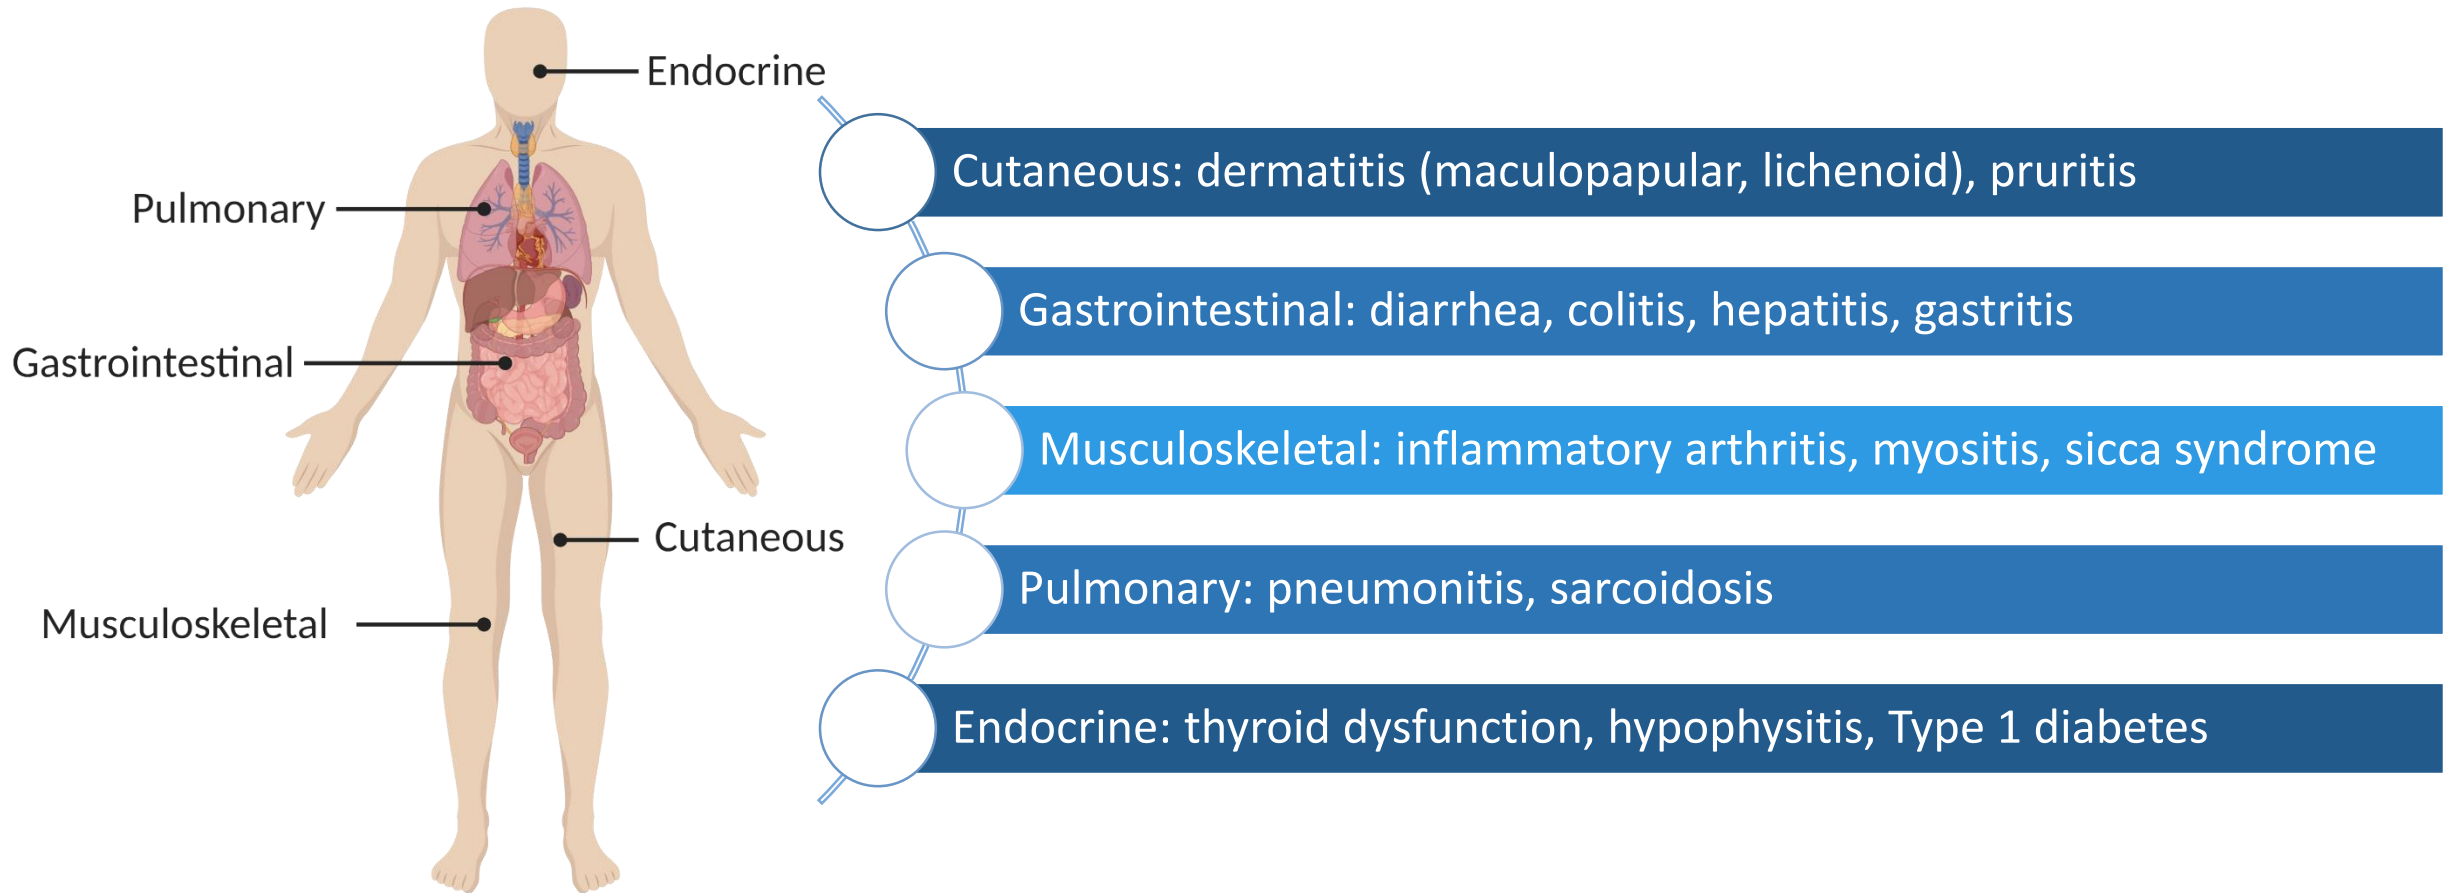 Endocrine
Pulmonary
Gastrointestinal
Cutaneous
Musculoskeletal
Cutaneous: dermatitis (maculopapular, lichenoid), pruritis
Gastrointestinal: diarrhea, colitis, hepatitis, gastritis
Musculoskeletal: inflammatory arthritis, myositis, sicca syndrome
Pulmonary: pneumonitis, sarcoidosis
Endocrine: thyroid dysfunction, hypophysitis, Type 1 diabetes